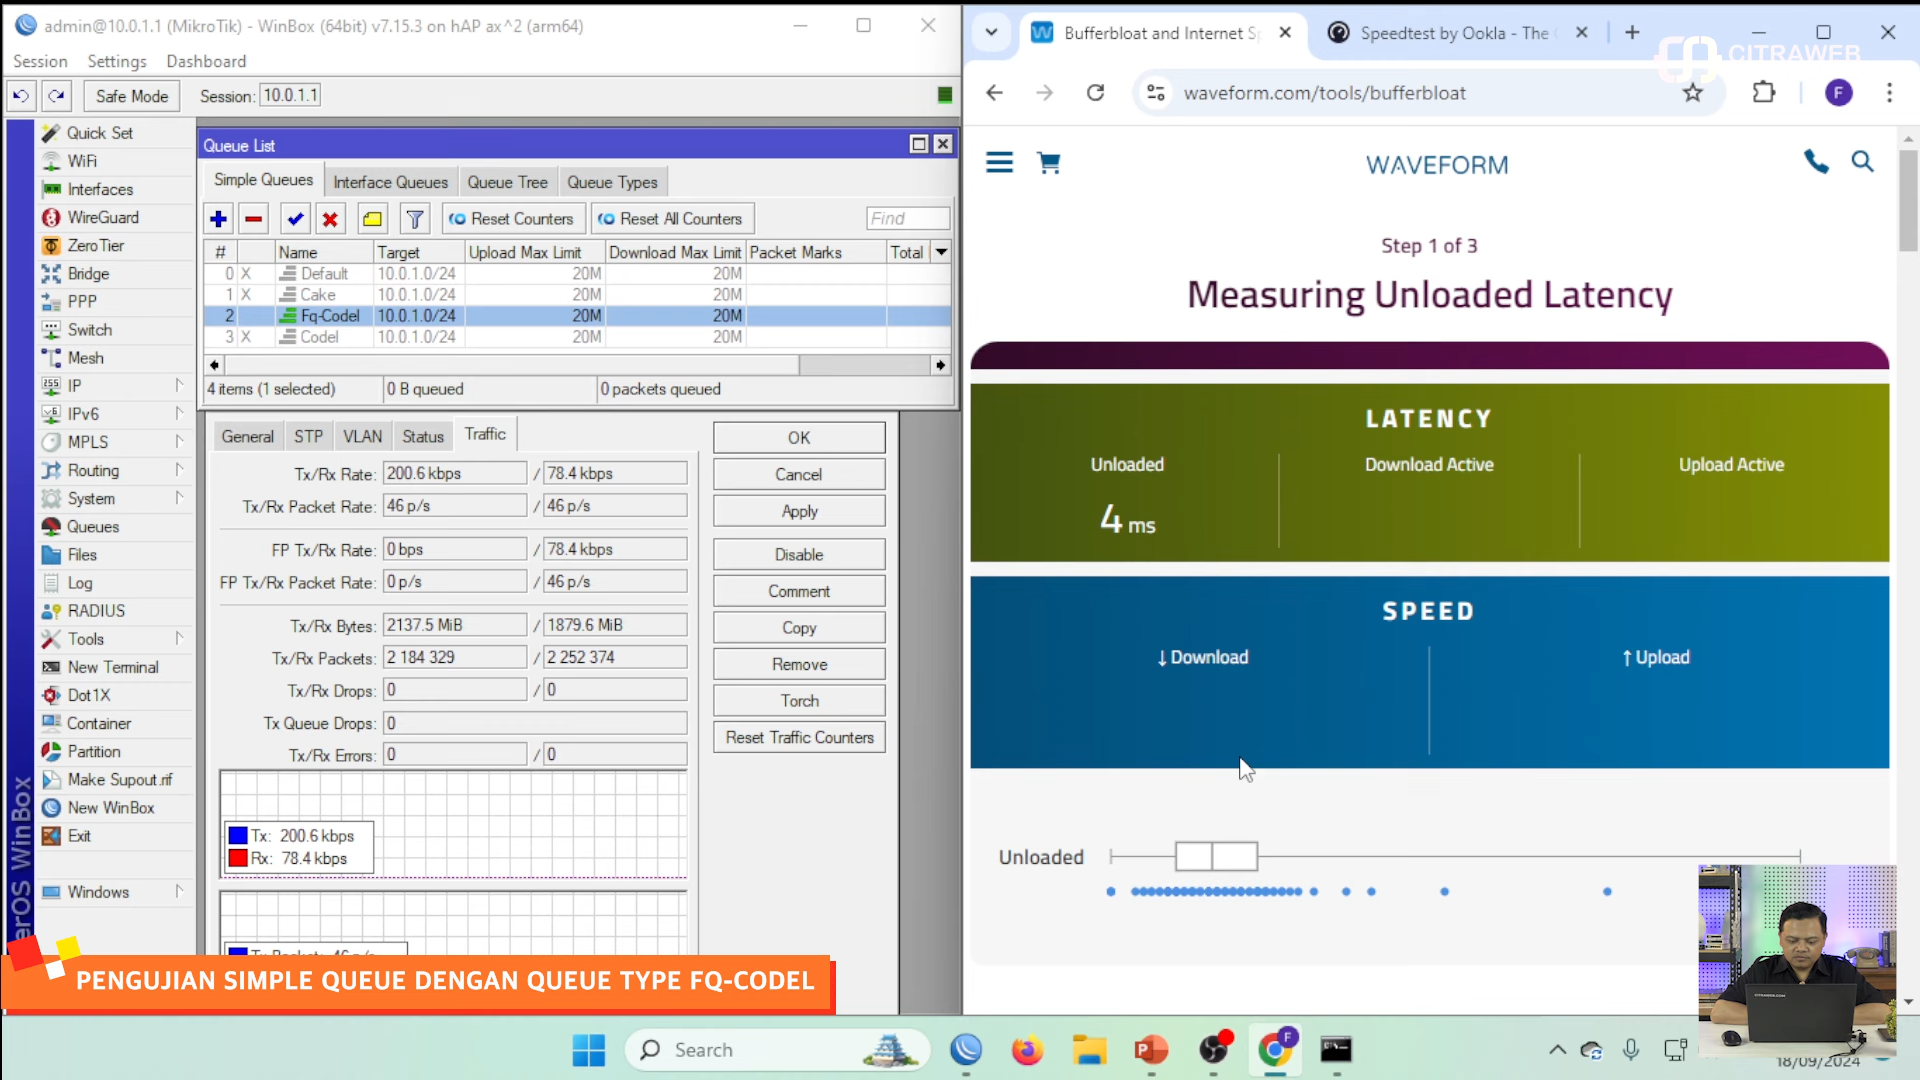 admin@10.0.1.1 (MikroTik) - WinBox (64bit) v7.15.3 on hAP ax^2 (arm64)
Session Settings Dashboard
Safe Mode Session: 10.0.1.1
Quick Set
WiFi
Interfaces
WireGuard
ZeroTier
Bridge
PPP
Switch
Mesh
IP
IPv6
MPLS
Routing
System
Queues
Files
Log
RADIUS
Tools
New Terminal
Dot1X
Container
Partition
Make Supout.rif
New WinBox
Exit
Windows
erOS WinBox
Queue List
Simple Queues Interface Queues Queue Tree Queue Types
Reset Counters Reset All Counters Find
# Name Target Upload Max Limit Download Max Limit Packet Marks Total
0 X Default 10.0.1.0/24 20M 20M
1 X Cake 10.0.1.0/24 20M 20M
2 Fq-Codel 10.0.1.0/24 20M 20M
3 X Codel 10.0.1.0/24 20M 20M
4 items (1 selected) 0 B queued 0 packets queued
General STP VLAN Status Traffic
Tx/Rx Rate: 200.6 kbps / 78.4 kbps
Tx/Rx Packet Rate: 46 p/s / 46 p/s
FP Tx/Rx Rate: 0 bps / 78.4 kbps
FP Tx/Rx Packet Rate: 0 p/s / 46 p/s
Tx/Rx Bytes: 2137.5 MiB / 1879.6 MiB
Tx/Rx Packets: 2 184 329 / 2 252 374
Tx/Rx Drops: 0 / 0
Tx Queue Drops: 0
Tx/Rx Errors: 0 / 0
Tx: 200.6 kbps
Rx: 78.4 kbps
OK
Cancel
Apply
Disable
Comment
Copy
Remove
Torch
Reset Traffic Counters
PENGUJIAN SIMPLE QUEUE DENGAN QUEUE TYPE FQ-CODEL
Bufferbloat and Internet Sp Speedtest by Ookla - The
CITRAWEB
waveform.com/tools/bufferbloat F
WAVEFORM
Step 1 of 3
Measuring Unloaded Latency
LATENCY
Unloaded Download Active Upload Active
4 ms
SPEED
↓ Download ↑ Upload
Unloaded
Search
F
18/09/2024